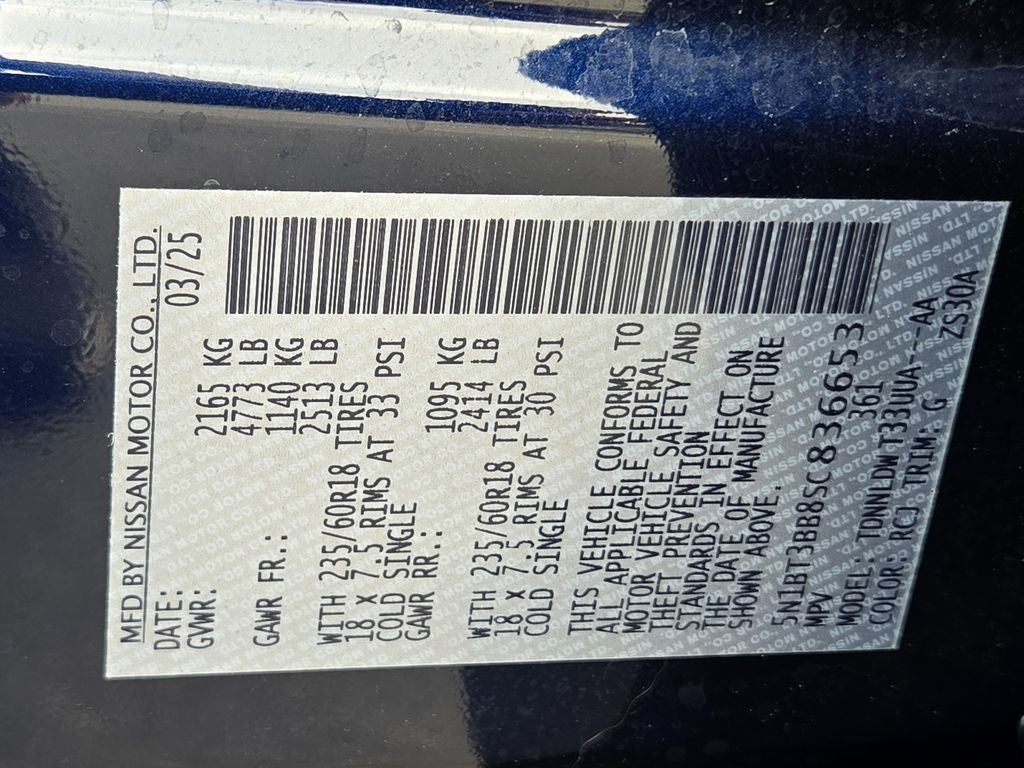 MFD BY NISSAN MOTOR CO., LTD.
DATE: 03/25
GVWR: 2165 KG
4773 LB
GAWR FR.: 1140 KG
2513 LB
WITH 235/60R18 TIRES
18 X 7.5 RIMS AT 33 PSI
COLD SINGLE
GAWR RR.: 1095 KG
2414 LB
WITH 235/60R18 TIRES
18 X 7.5 RIMS AT 30 PSI
COLD SINGLE
THIS VEHICLE CONFORMS TO
ALL APPLICABLE FEDERAL
MOTOR VEHICLE SAFETY AND
THEFT PREVENTION
STANDARDS IN EFFECT ON
THE DATE OF MANUFACTURE
SHOWN ABOVE.
5N1BT3BB8SC836653
MPV 361
MODEL: TDNNLDWT33UUA---AA
COLOR: RCJ TRIM: G ZS30A